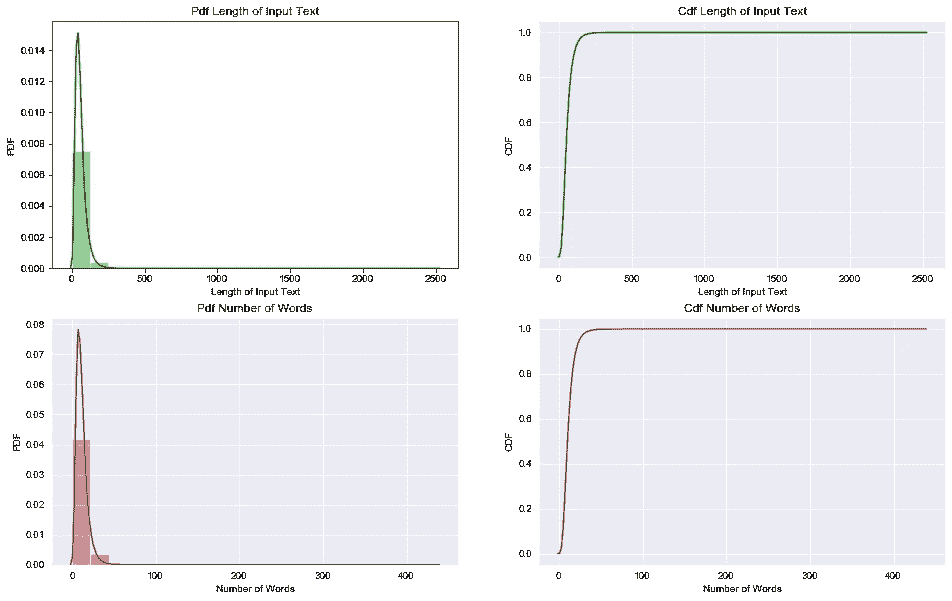 Pdf Length of Input Text
PDF
0.014
0.012
0.010
0.008
0.006
0.004
0.002
0.000
0 500 1000 1500 2000 2500
Length of Input Text
Cdf Length of Input Text
CDF
1.0
0.8
0.6
0.4
0.2
0.0
0 500 1000 1500 2000 2500
Length of Input Text
Pdf Number of Words
PDF
0.08
0.07
0.06
0.05
0.04
0.03
0.02
0.01
0.00
0 100 200 300 400
Number of Words
Cdf Number of Words
CDF
1.0
0.8
0.6
0.4
0.2
0.0
0 100 200 300 400
Number of Words